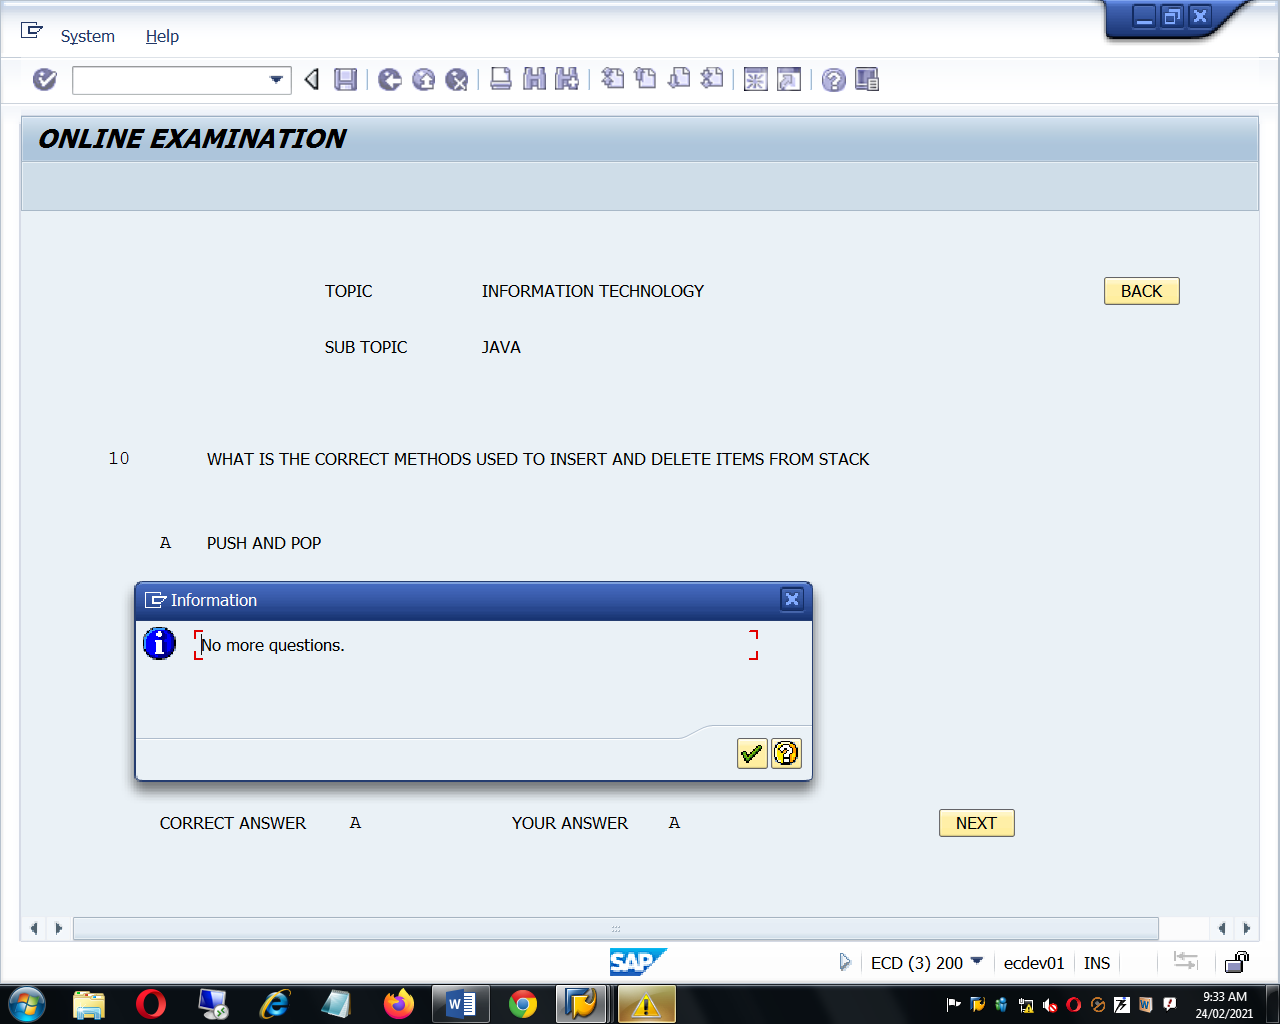 System Help
ONLINE EXAMINATION
TOPIC INFORMATION TECHNOLOGY BACK
SUB TOPIC JAVA
10 WHAT IS THE CORRECT METHODS USED TO INSERT AND DELETE ITEMS FROM STACK
A PUSH AND POP
Information
No more questions.
CORRECT ANSWER A YOUR ANSWER A NEXT
SAP ECD (3) 200 ecdev01 INS
9:33 AM
24/02/2021